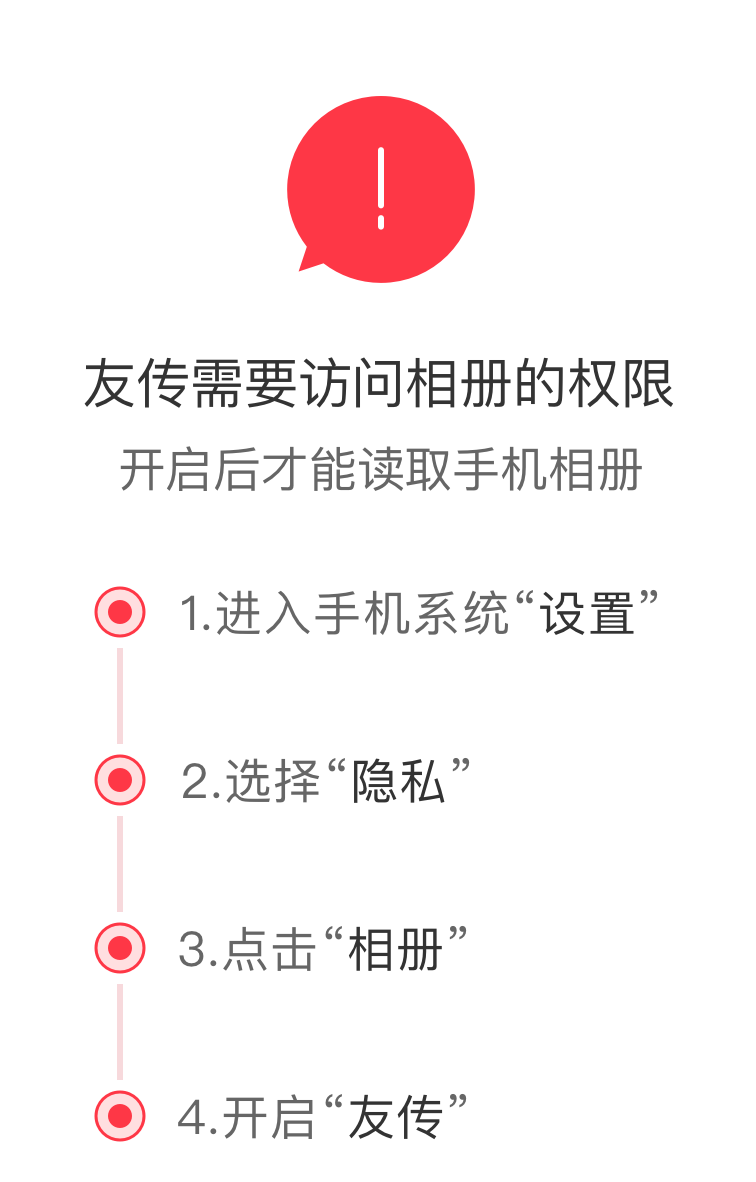 友传需要访问相册的权限
开启后才能读取手机相册
1.进入手机系统“设置”
2.选择“隐私”
3.点击“相册”
4.开启“友传”